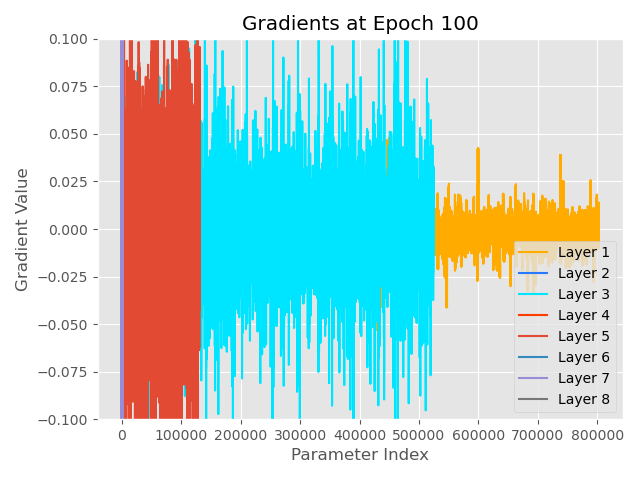 Gradients at Epoch 100
Gradient Value
0.100
0.075
0.050
0.025
0.000
−0.025
−0.050
−0.075
−0.100
Layer 1
Layer 2
Layer 3
Layer 4
Layer 5
Layer 6
Layer 7
Layer 8
0 100000 200000 300000 400000 500000 600000 700000 800000
Parameter Index